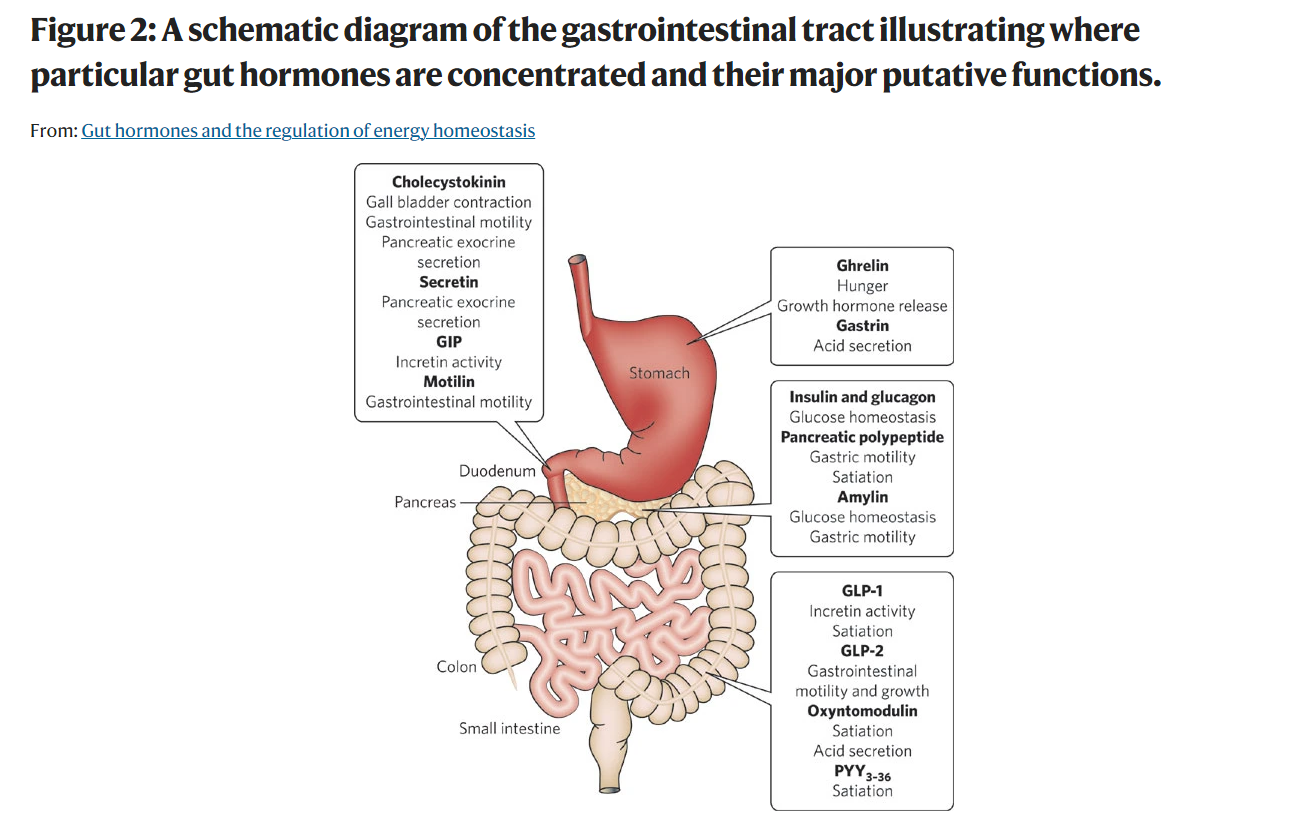 Figure 2: A schematic diagram of the gastrointestinal tract illustrating where
particular gut hormones are concentrated and their major putative functions.
From: Gut hormones and the regulation of energy homeostasis
Cholecystokinin
Gall bladder contraction
Gastrointestinal motility
Pancreatic exocrine
secretion
Secretin
Pancreatic exocrine
secretion
GIP
Incretin activity
Motilin
Gastrointestinal motility
Ghrelin
Hunger
Growth hormone release
Gastrin
Acid secretion
Stomach
Insulin and glucagon
Glucose homeostasis
Pancreatic polypeptide
Gastric motility
Satiation
Amylin
Glucose homeostasis
Gastric motility
Duodenum
Pancreas
GLP-1
Incretin activity
Satiation
GLP-2
Gastrointestinal
motility and growth
Oxyntomodulin
Satiation
Acid secretion
PYY3-36
Satiation
Colon
Small intestine